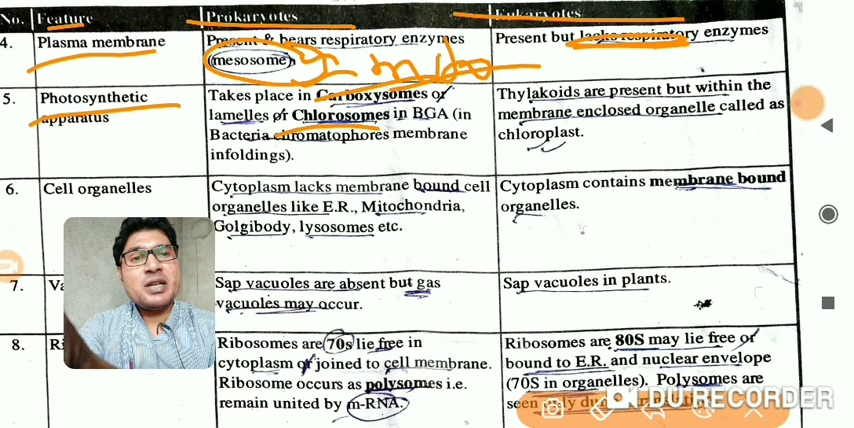 No. Feature Prokaryotes Eukaryotes
4. Plasma membrane
Present & bears respiratory enzymes
(mesosome)
Present but lacks respiratory enzymes
5. Photosynthetic
apparatus
Takes place in Carboxysomes or
lamelles or Chlorosomes in BGA (in
Bacteria chromatophores membrane
infoldings).
Thylakoids are present but within the
membrane enclosed organelle called as
chloroplast.
6. Cell organelles
Cytoplasm lacks membrane bound cell
organelles like E.R., Mitochondria,
Golgibody, lysosomes etc.
Cytoplasm contains membrane bound
organelles.
7.
Sap vacuoles are absent but gas
vacuoles may occur.
Sap vacuoles in plants.
8.
Ribosomes are 70s lie free in
cytoplasm or joined to cell membrane.
Ribosome occurs as polysomes i.e.
remain united by m-RNA.
Ribosomes are 80S may lie free or
bound to E.R. and nuclear envelope
(70S in organelles). Polysomes are
seen only
DU RECORDER